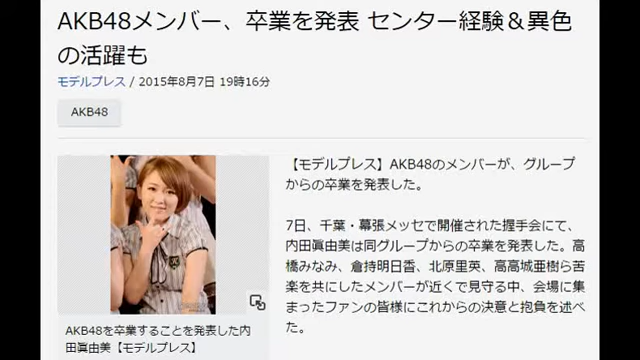 AKB48メンバー、卒業を発表 センター経験＆異色
の活躍も
モデルプレス / 2015年8月7日 19時16分
AKB48
【モデルプレス】AKB48のメンバーが、グループ
からの卒業を発表した。
7日、千葉・幕張メッセで開催された握手会にて、
内田眞由美は同グループからの卒業を発表した。高
橋みなみ、倉持明日香、北原里英、高高城亜樹ら苦
楽を共にしたメンバーが近くで見守る中、会場に集
まったファンの皆様にこれからの決意と抱負を述べ
た。
AKB48を卒業することを発表した内
田眞由美【モデルプレス】